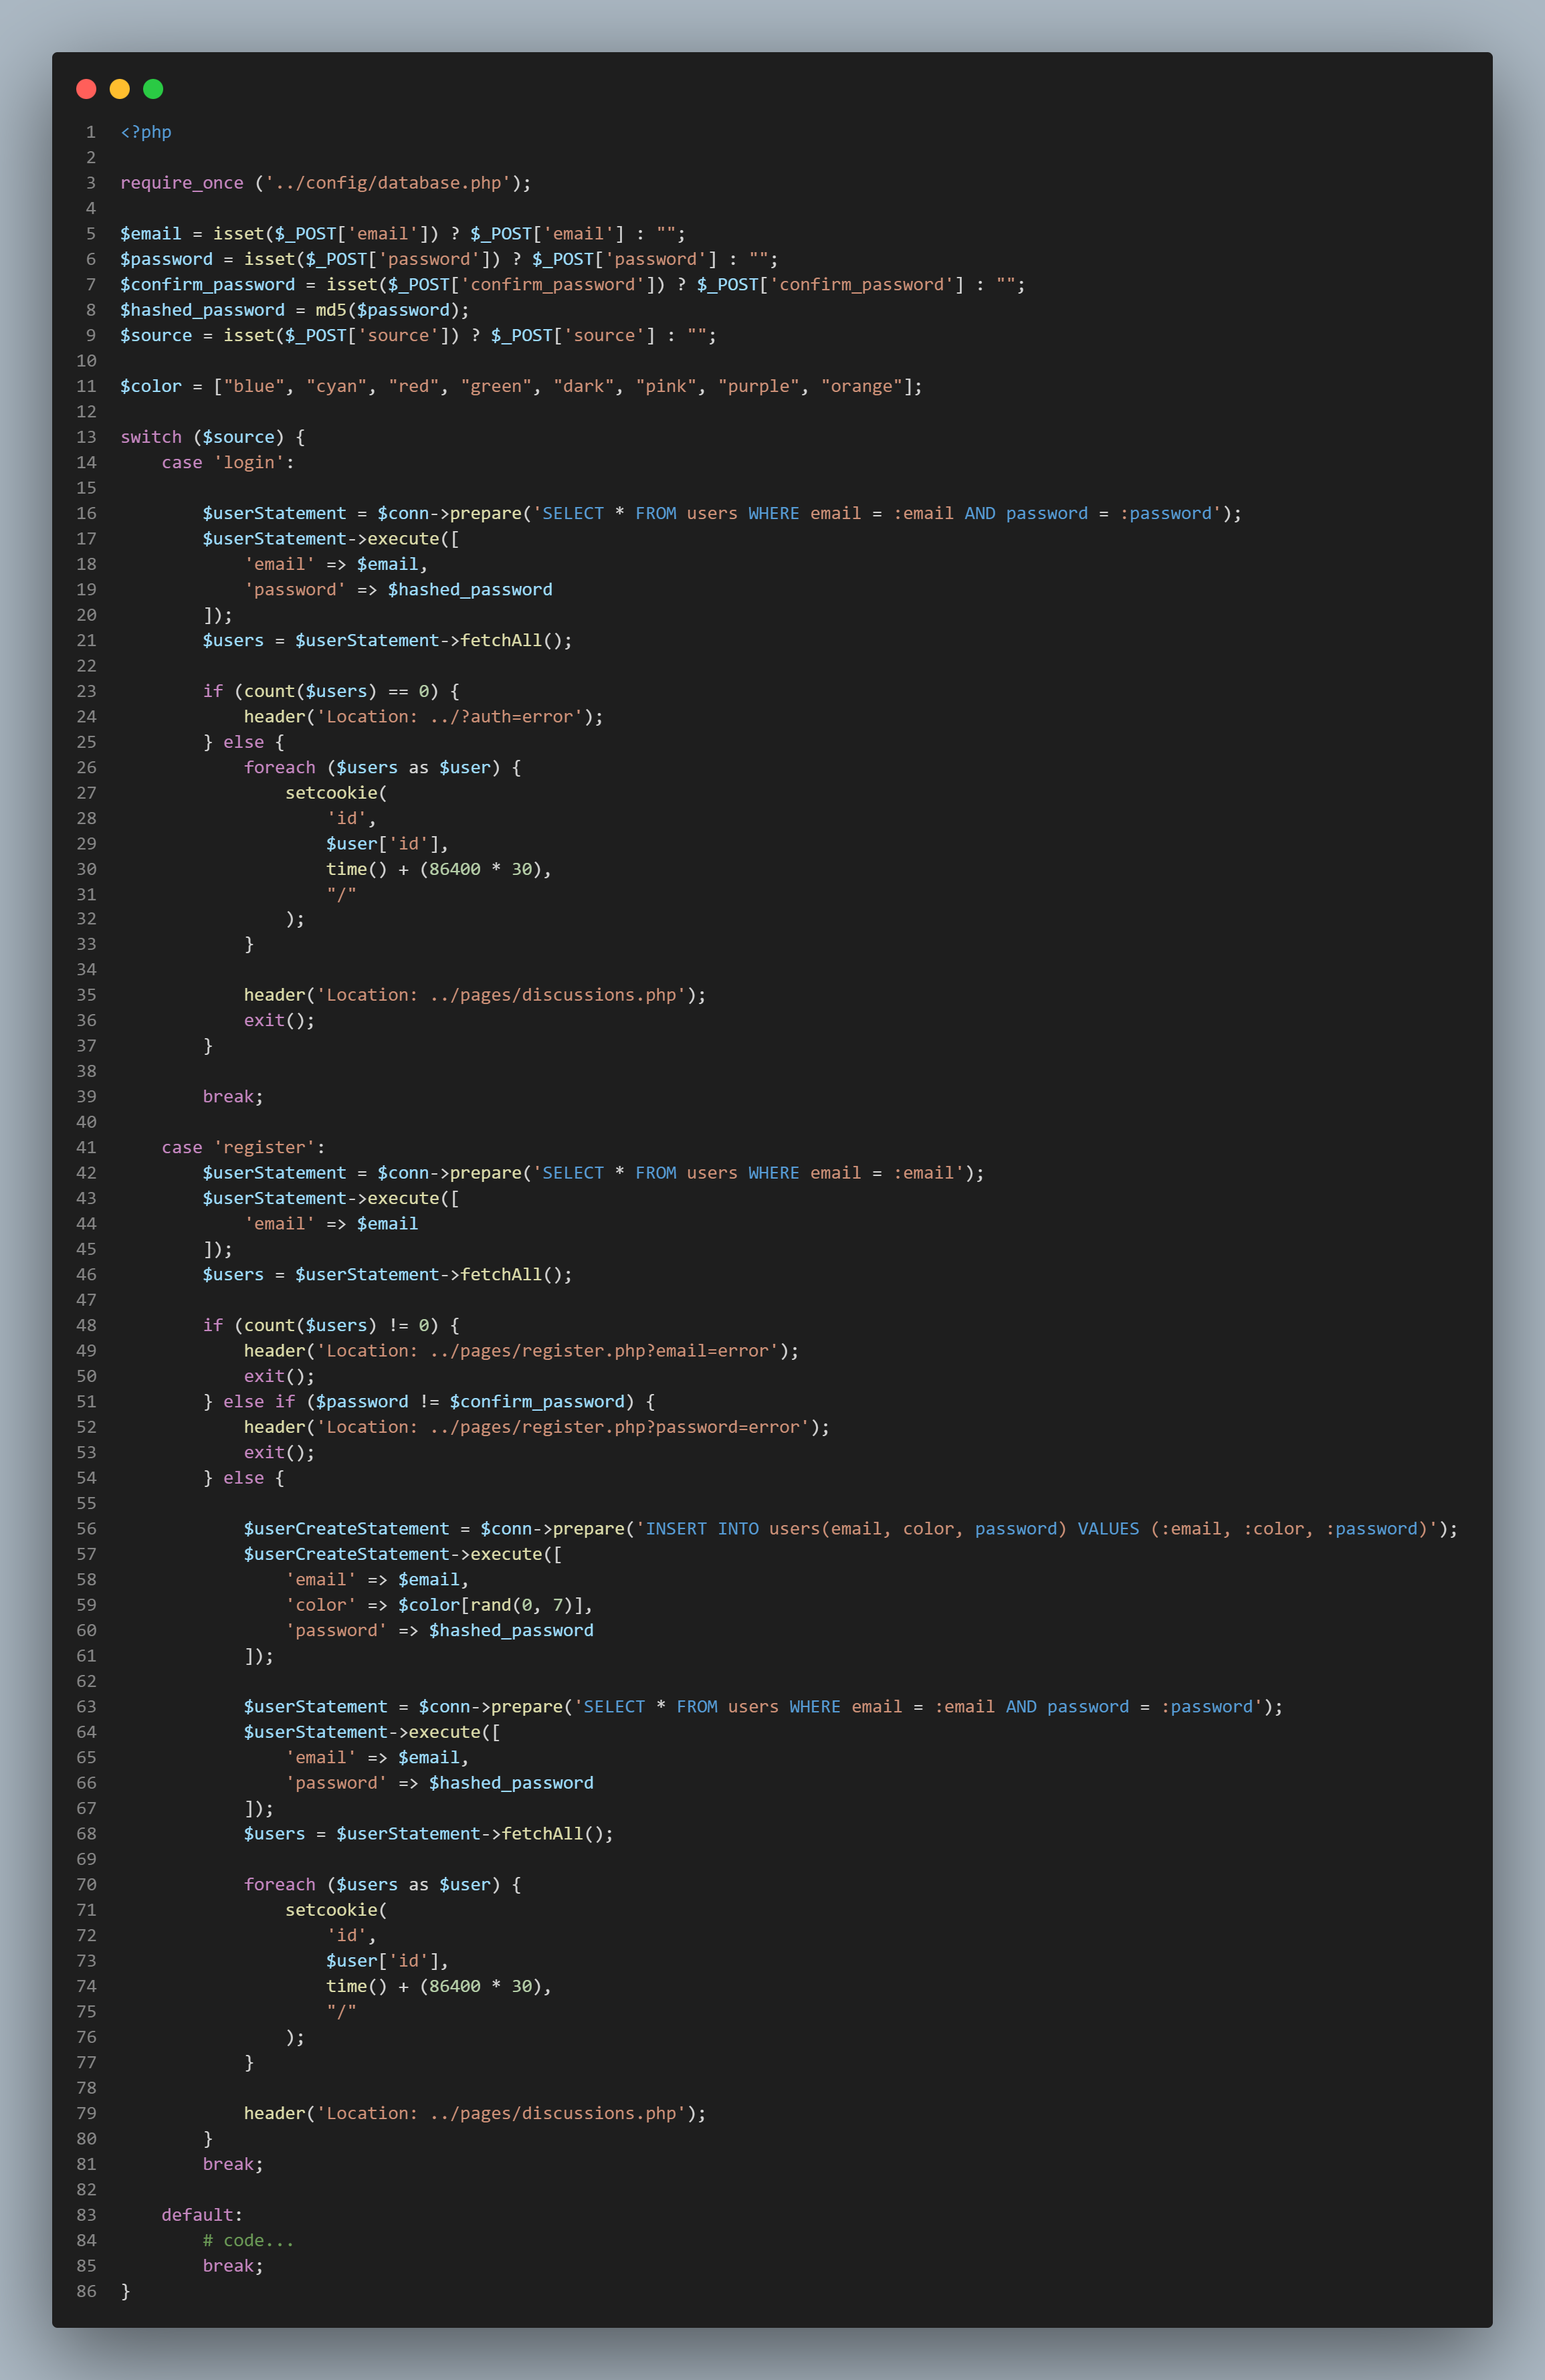 1 <?php
2
3 require_once ('../config/database.php');
4
5 $email = isset($_POST['email']) ? $_POST['email'] : "";
6 $password = isset($_POST['password']) ? $_POST['password'] : "";
7 $confirm_password = isset($_POST['confirm_password']) ? $_POST['confirm_password'] : "";
8 $hashed_password = md5($password);
9 $source = isset($_POST['source']) ? $_POST['source'] : "";
10
11 $color = ["blue", "cyan", "red", "green", "dark", "pink", "purple", "orange"];
12
13 switch ($source) {
14     case 'login':
15
16         $userStatement = $conn->prepare('SELECT * FROM users WHERE email = :email AND password = :password');
17         $userStatement->execute([
18             'email' => $email,
19             'password' => $hashed_password
20         ]);
21         $users = $userStatement->fetchAll();
22
23         if (count($users) == 0) {
24             header('Location: ../?auth=error');
25         } else {
26             foreach ($users as $user) {
27                 setcookie(
28                     'id',
29                     $user['id'],
30                     time() + (86400 * 30),
31                     "/"
32                 );
33             }
34
35             header('Location: ../pages/discussions.php');
36             exit();
37         }
38
39         break;
40
41     case 'register':
42         $userStatement = $conn->prepare('SELECT * FROM users WHERE email = :email');
43         $userStatement->execute([
44             'email' => $email
45         ]);
46         $users = $userStatement->fetchAll();
47
48         if (count($users) != 0) {
49             header('Location: ../pages/register.php?email=error');
50             exit();
51         } else if ($password != $confirm_password) {
52             header('Location: ../pages/register.php?password=error');
53             exit();
54         } else {
55
56             $userCreateStatement = $conn->prepare('INSERT INTO users(email, color, password) VALUES (:email, :color, :password)');
57             $userCreateStatement->execute([
58                 'email' => $email,
59                 'color' => $color[rand(0, 7)],
60                 'password' => $hashed_password
61             ]);
62
63             $userStatement = $conn->prepare('SELECT * FROM users WHERE email = :email AND password = :password');
64             $userStatement->execute([
65                 'email' => $email,
66                 'password' => $hashed_password
67             ]);
68             $users = $userStatement->fetchAll();
69
70             foreach ($users as $user) {
71                 setcookie(
72                     'id',
73                     $user['id'],
74                     time() + (86400 * 30),
75                     "/"
76                 );
77             }
78
79             header('Location: ../pages/discussions.php');
80         }
81         break;
82
83     default:
84         # code...
85         break;
86 }